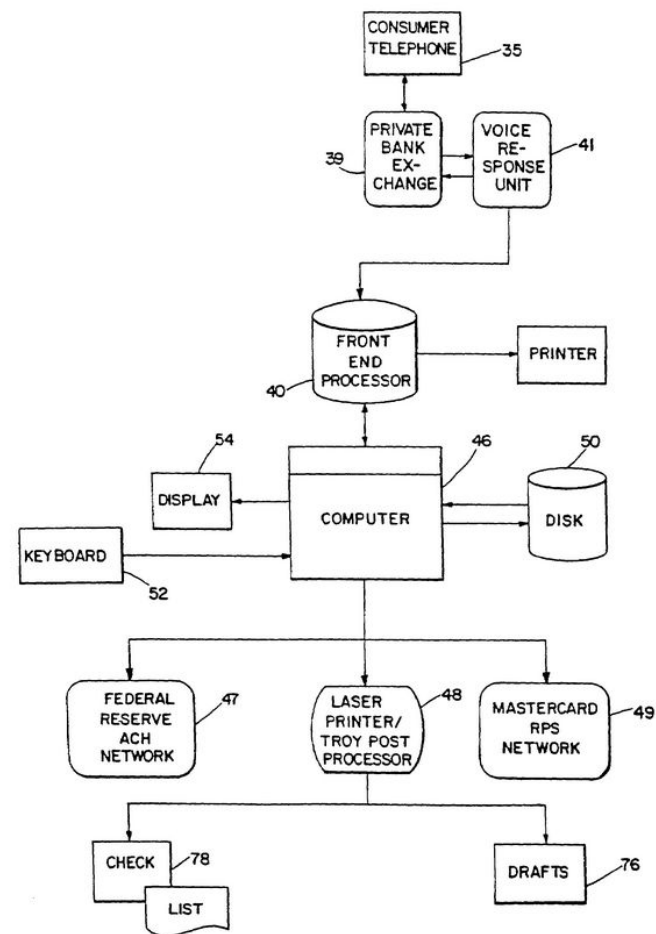 CONSUMER
TELEPHONE
35
PRIVATE
BANK
EX-
CHANGE
39
VOICE
RE-
SPONSE
UNIT
41
FRONT
END
PROCESSOR
40
PRINTER
54
DISPLAY
46
COMPUTER
50
DISK
KEYBOARD
52
FEDERAL
RESERVE
ACH
NETWORK
47
LASER
PRINTER/
TROY POST
PROCESSOR
48
MASTERCARD
RPS
NETWORK
49
CHECK
78
LIST
DRAFTS
76